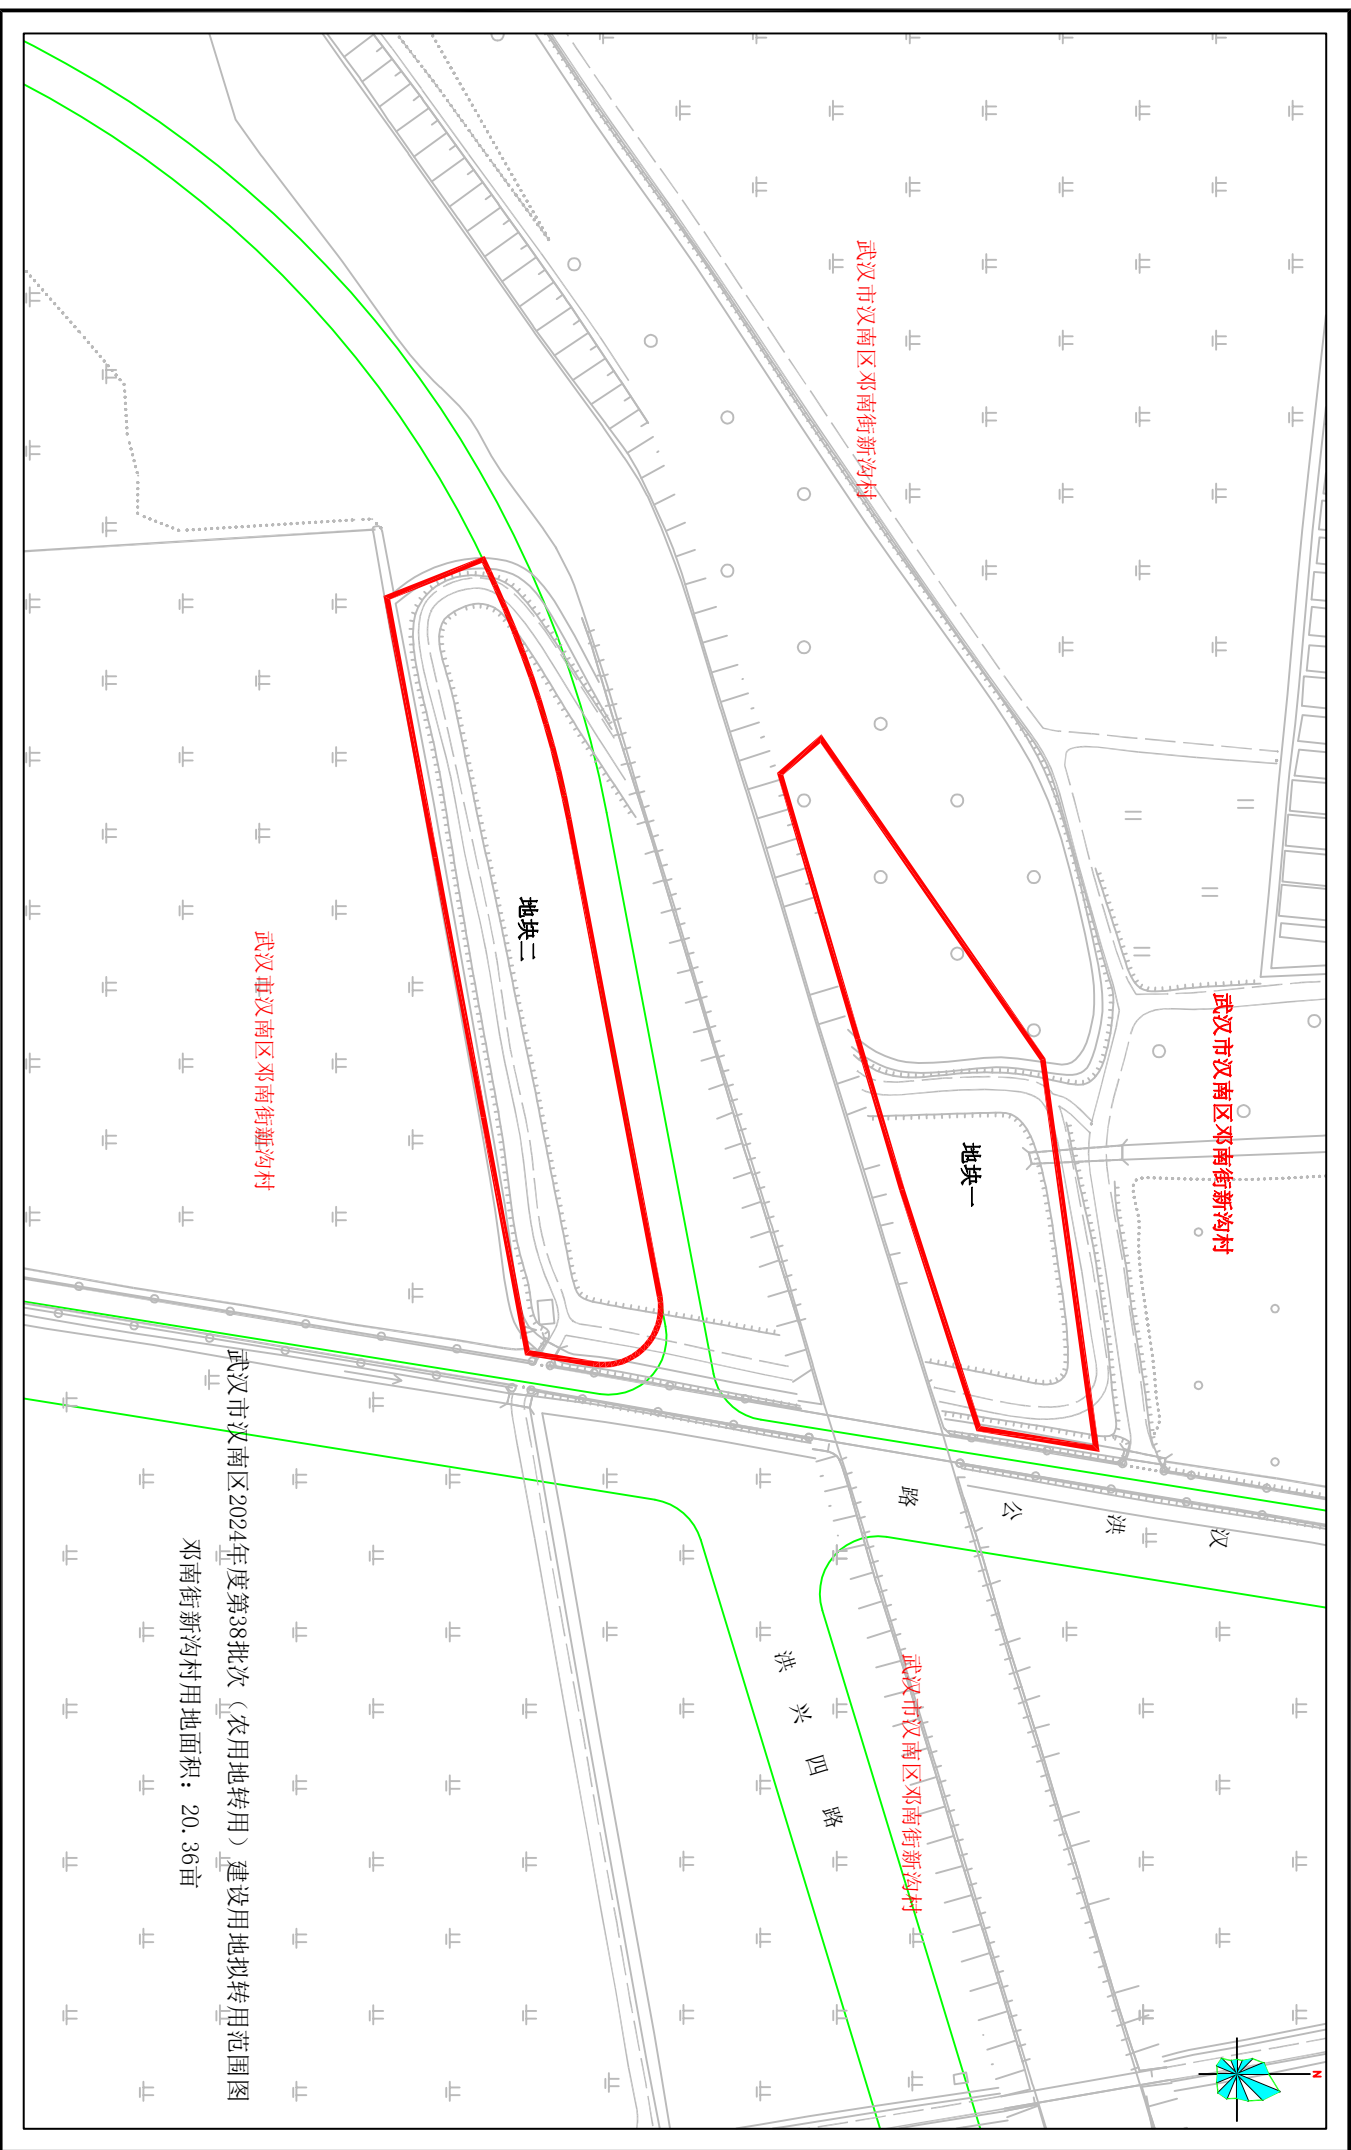 N
武汉市汉南区邓南街新沟村
武汉市汉南区邓南街新沟村
武汉市汉南区邓南街新沟村
地块一
汉洪公路
地块二
洪兴四路
武汉市汉南区邓南街新沟村
武汉市汉南区2024年度第38批次（农用地转用）建设用地拟转用范围图
邓南街新沟村用地面积：20.36亩